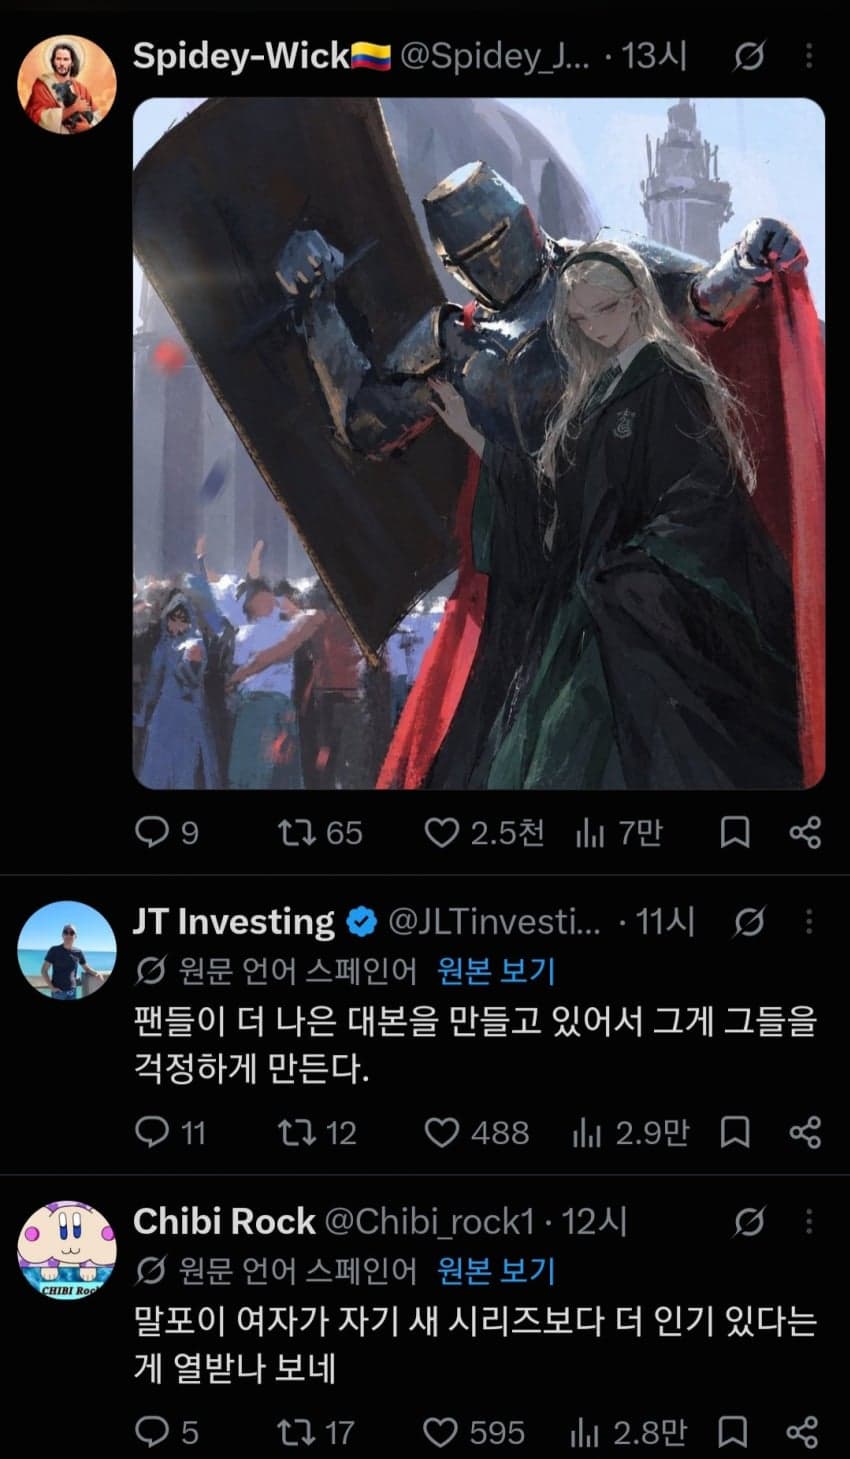 Spidey-Wick🇨🇴 @Spidey_J... · 13시
9 65 2.5천 7만
JT Investing @JLTinvesti... · 11시
원문 언어 스페인어 원본 보기
팬들이 더 나은 대본을 만들고 있어서 그게 그들을
걱정하게 만든다.
11 12 488 2.9만
CHIBI Rock
Chibi Rock @Chibi_rock1 · 12시
원문 언어 스페인어 원본 보기
말포이 여자가 자기 새 시리즈보다 더 인기 있다는
게 열받나 보네
5 17 595 2.8만